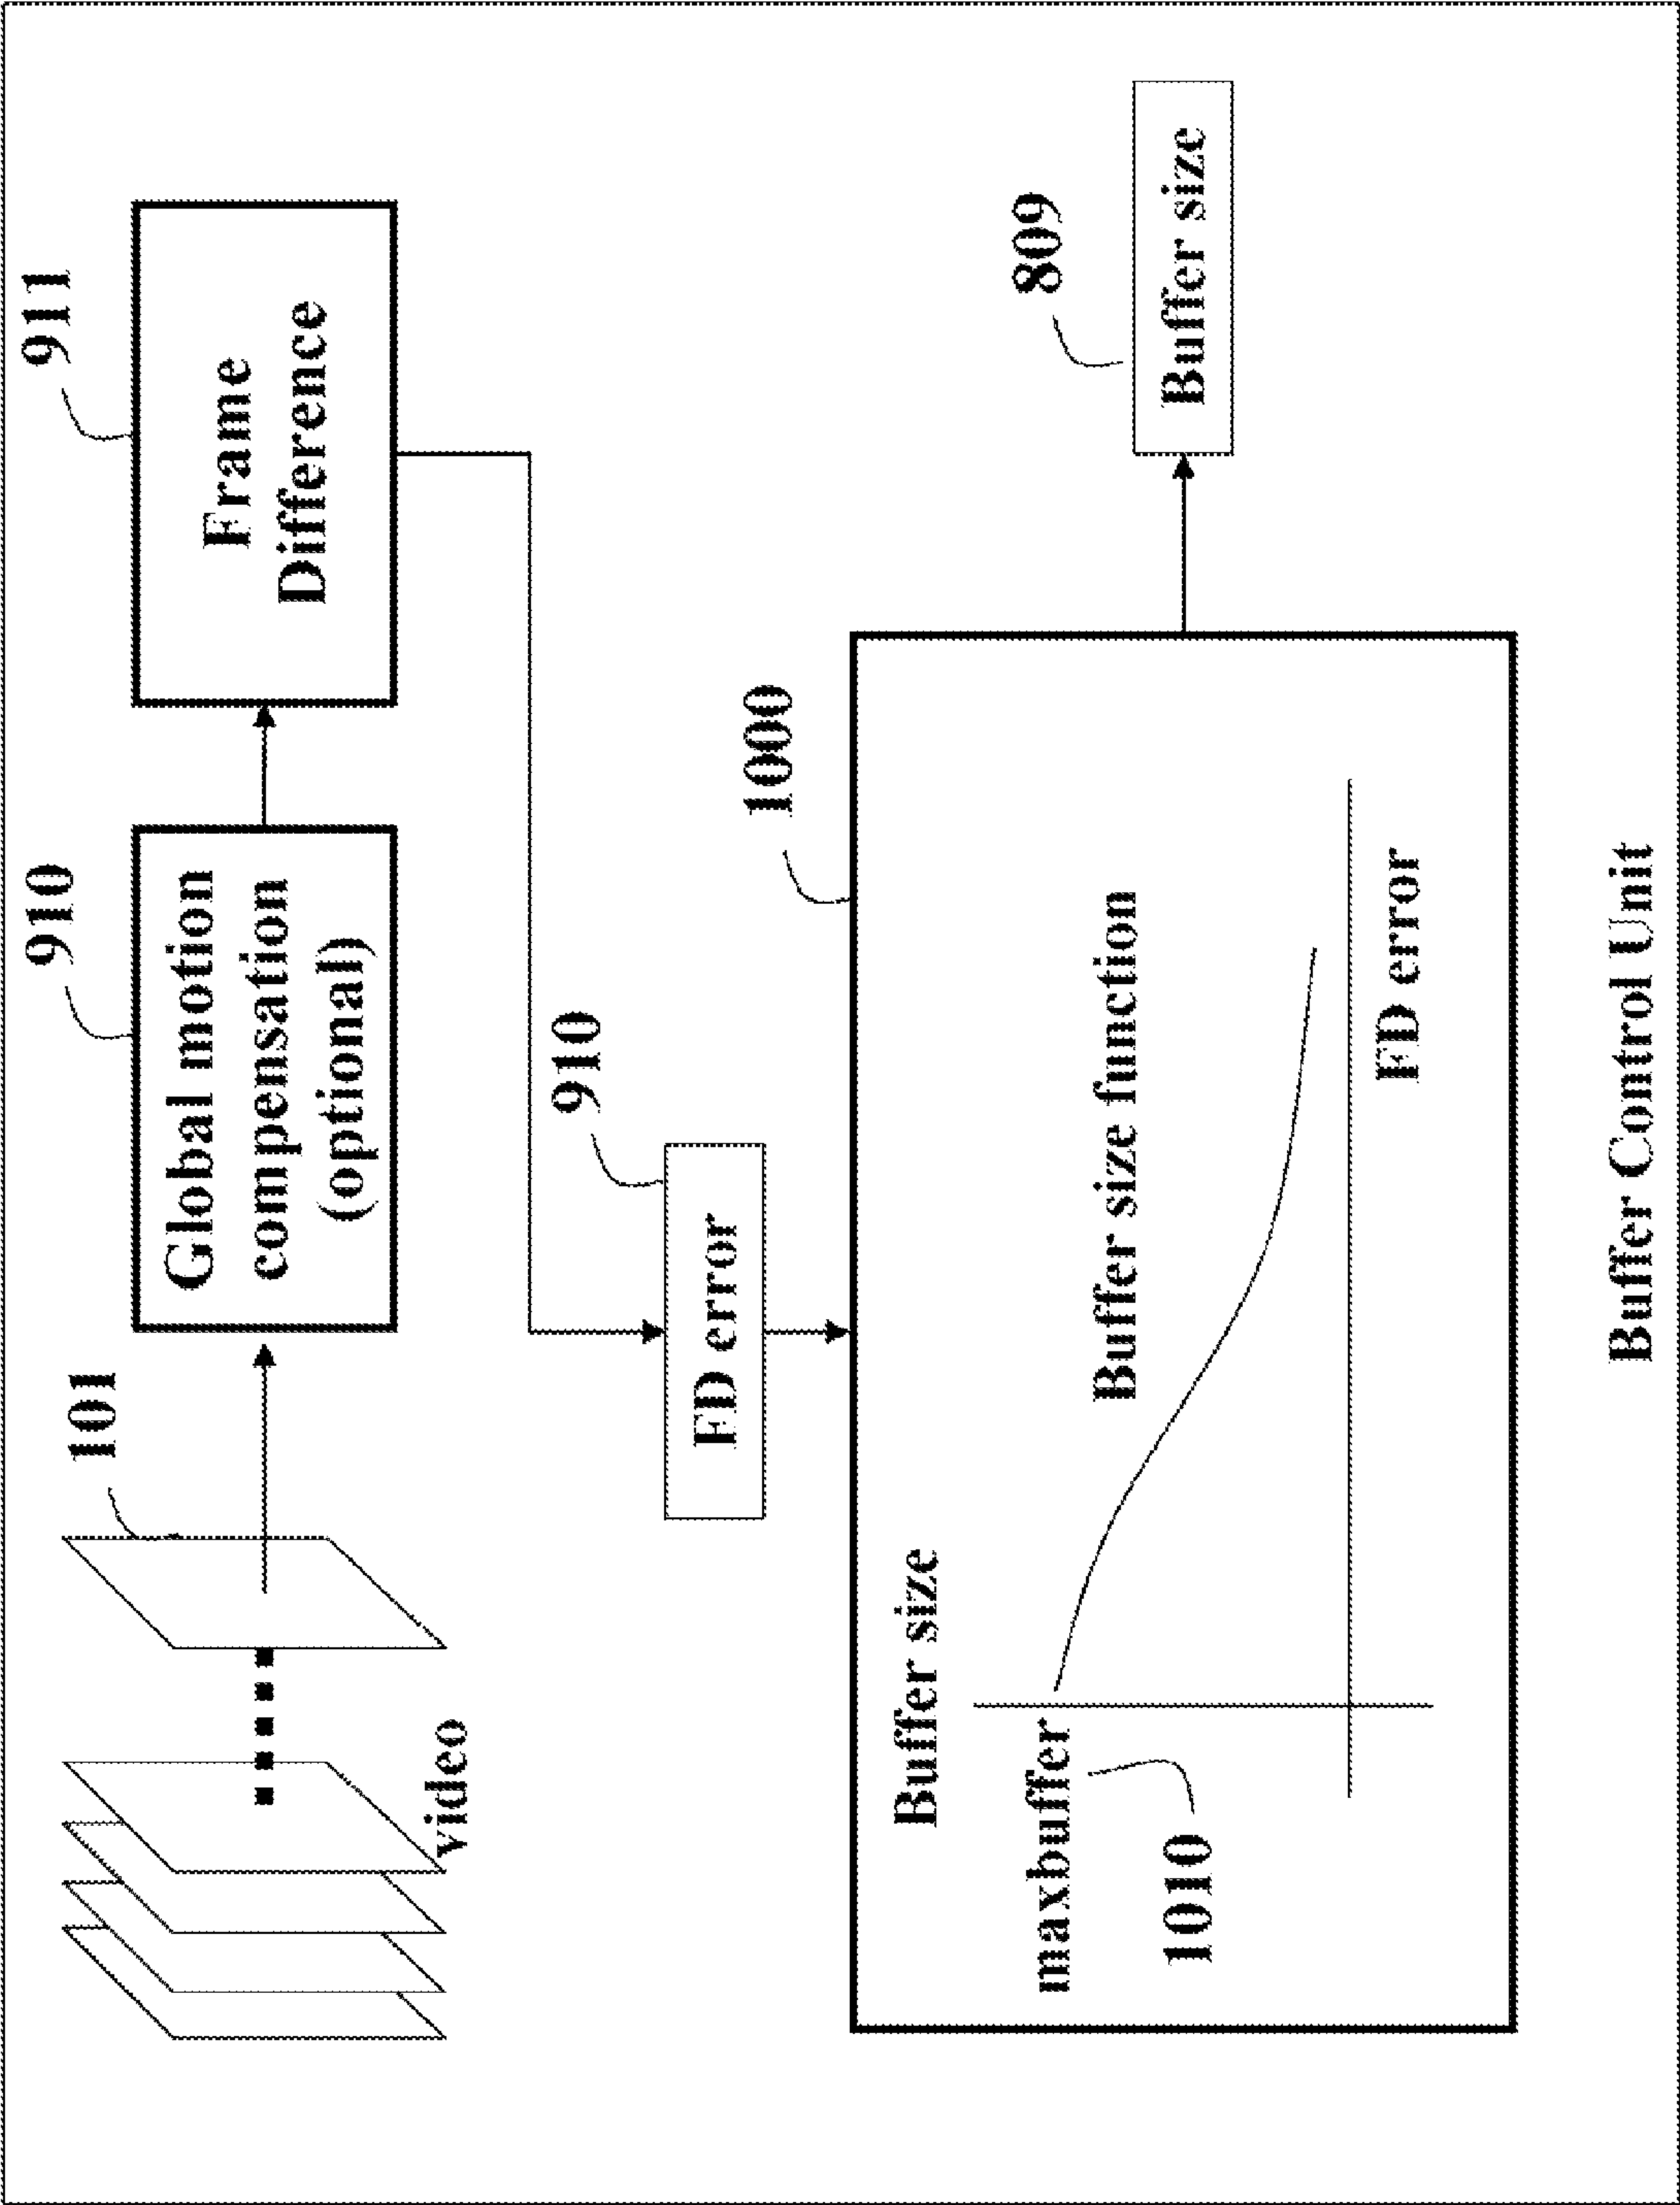 101
910
911
Global motion
compensation
(optional)
Frame
Difference
video
910
FD error
1000
809
Buffer size
maxbuffer
1010
Buffer size function
FD error
Buffer size
Buffer Control Unit